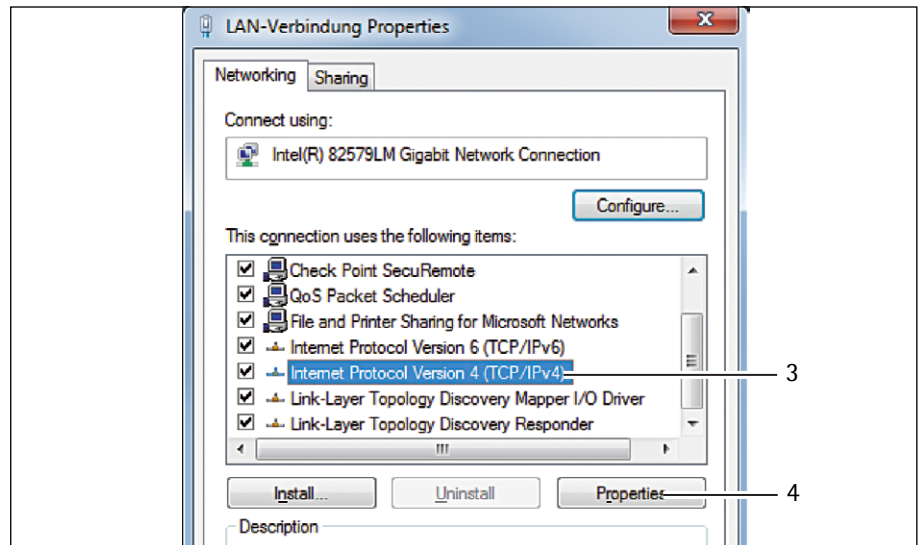 LAN-Verbindung Properties
x
Networking Sharing
Connect using:
Intel(R) 82579LM Gigabit Network Connection
Configure...
This connection uses the following items:
Check Point SecuRemote
QoS Packet Scheduler
File and Printer Sharing for Microsoft Networks
Internet Protocol Version 6 (TCP/IPv6)
Internet Protocol Version 4 (TCP/IPv4) 3
Link-Layer Topology Discovery Mapper I/O Driver
Link-Layer Topology Discovery Responder
Install... Uninstall Properties 4
Description